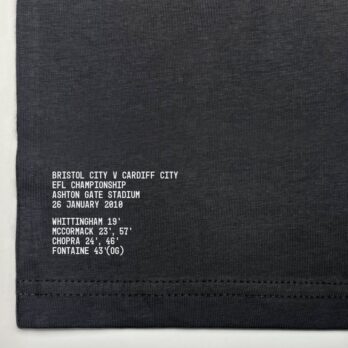 BRISTOL CITY V CARDIFF CITY
EFL CHAMPIONSHIP
ASHTON GATE STADIUM
26 JANUARY 2010
WHITTINGHAM 19'
MCCORMACK 23', 57'
CHOPRA 24', 46'
FONTAINE 43'(OG)